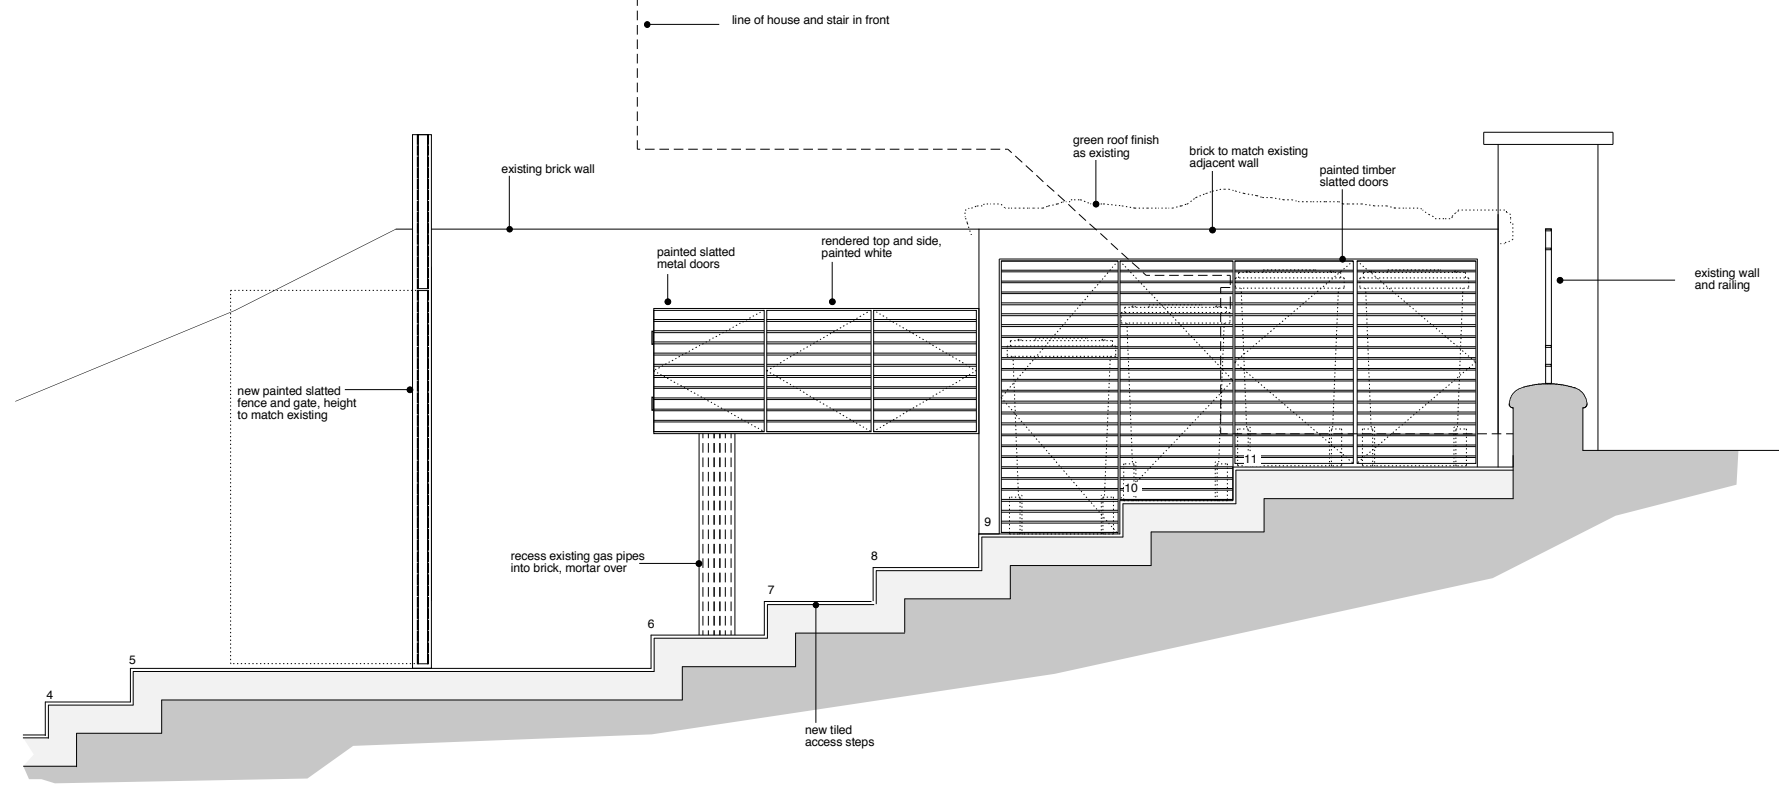 line of house and stair in front
green roof finish
as existing
brick to match existing
adjacent wall
existing brick wall
painted timber
slatted doors
rendered top and side,
painted white
painted slatted
metal doors
existing wall
and railing
new painted slatted
fence and gate, height
to match existing
11
10
9
recess existing gas pipes
into brick, mortar over
8
7
6
5
4
new tiled
access steps